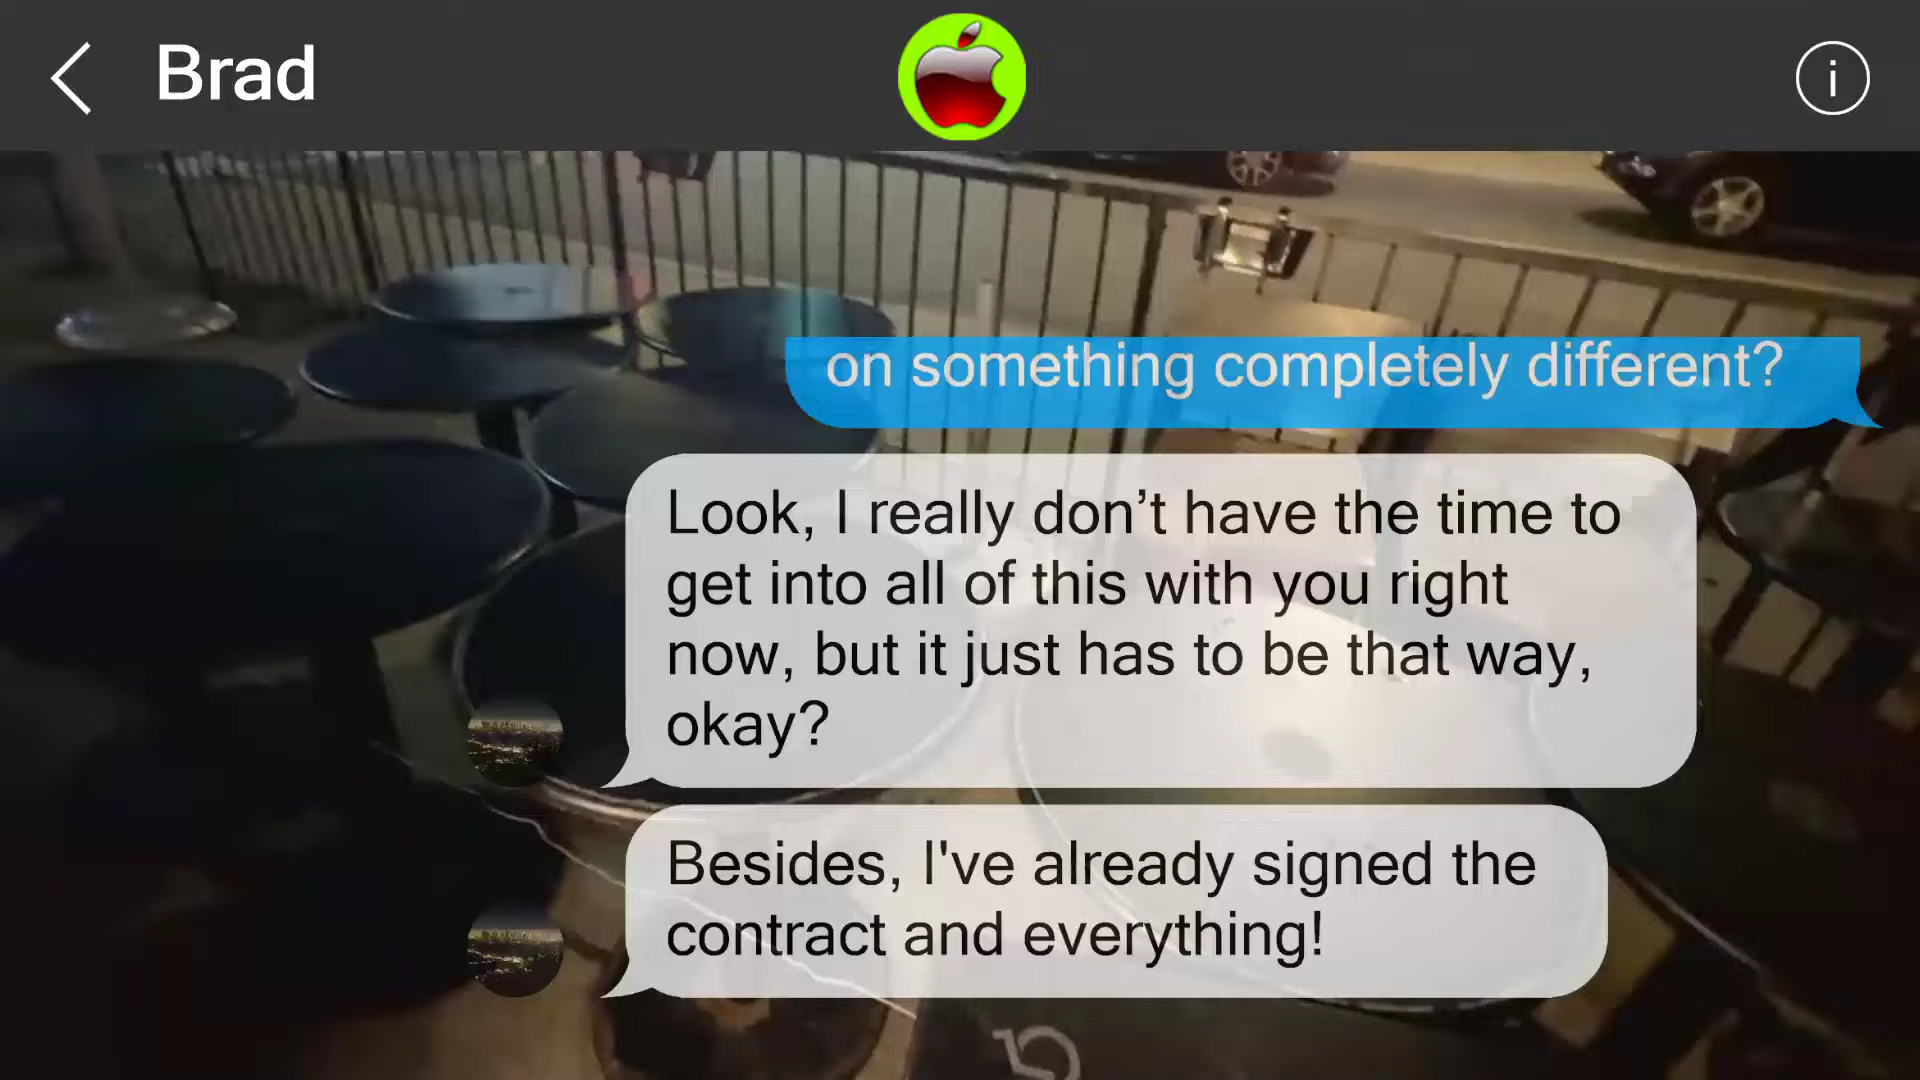 Brad
on something completely different?
Look, I really don’t have the time to
get into all of this with you right
now, but it just has to be that way,
okay?
Besides, I've already signed the
contract and everything!